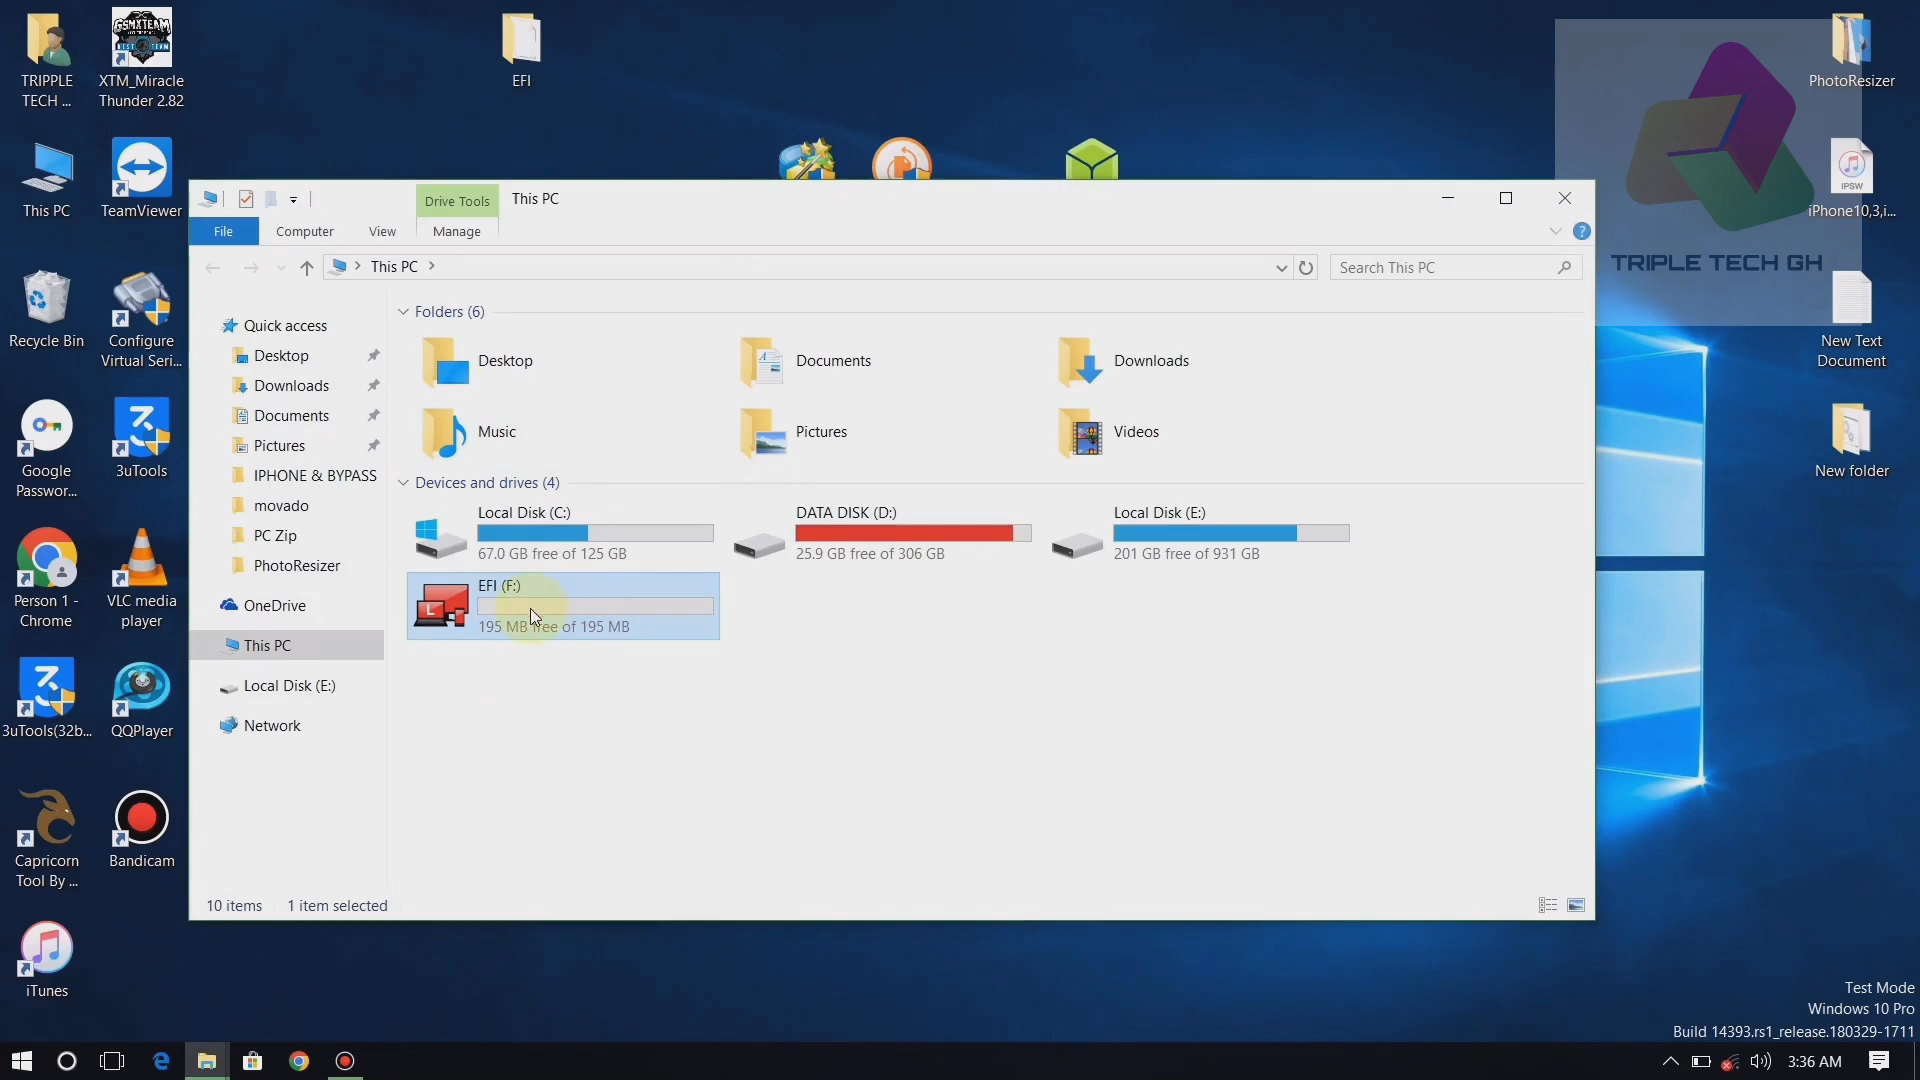 TRIPPLE
TECH ...
GSMXTEAM
BEST TEAM
XTM_Miracle
Thunder 2.82
EFI
PhotoResizer
This PC
TeamViewer
IPSW
iPhone10,3,i...
TRIPLE TECH GH
Drive Tools
This PC
File
Computer
View
Manage
?
This PC
Search This PC
Recycle Bin
Configure
Virtual Seri...
New Text
Document
Quick access
Desktop
Downloads
Documents
Pictures
IPHONE & BYPASS
movado
PC Zip
PhotoResizer
OneDrive
This PC
Local Disk (E:)
Network
Folders (6)
Desktop
Documents
Downloads
Music
Pictures
Videos
Devices and drives (4)
Local Disk (C:)
67.0 GB free of 125 GB
DATA DISK (D:)
25.9 GB free of 306 GB
Local Disk (E:)
201 GB free of 931 GB
L
EFI (F:)
195 MB free of 195 MB
Google
Passwor...
3uTools
New folder
Person 1 -
Chrome
VLC media
player
3uTools(32b...
QQPlayer
Capricorn
Tool By ...
Bandicam
10 items
1 item selected
iTunes
Test Mode
Windows 10 Pro
Build 14393.rs1_release.180329-1711
3:36 AM